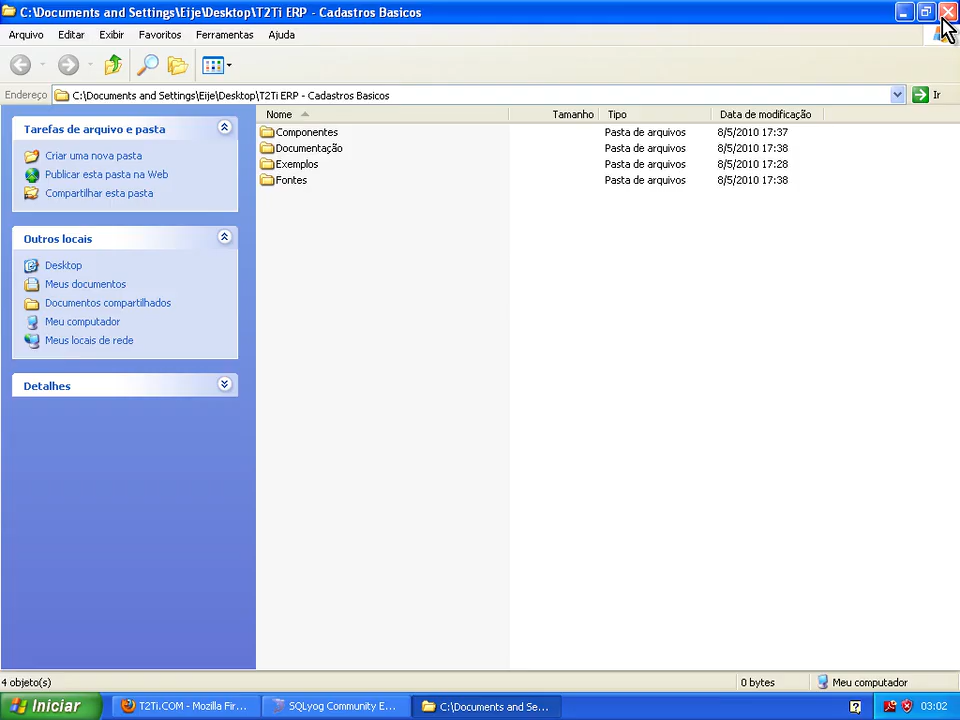 C:\Documents and Settings\Eije\Desktop\T2Ti ERP - Cadastros Basicos
Arquivo Editar Exibir Favoritos Ferramentas Ajuda
Endereço C:\Documents and Settings\Eije\Desktop\T2Ti ERP - Cadastros Basicos Ir
Nome Tamanho Tipo Data de modificação
Componentes Pasta de arquivos 8/5/2010 17:37
Documentação Pasta de arquivos 8/5/2010 17:38
Exemplos Pasta de arquivos 8/5/2010 17:28
Fontes Pasta de arquivos 8/5/2010 17:38
Tarefas de arquivo e pasta
Criar uma nova pasta
Publicar esta pasta na Web
Compartilhar esta pasta
Outros locais
Desktop
Meus documentos
Documentos compartilhados
Meu computador
Meus locais de rede
Detalhes
4 objeto(s) 0 bytes Meu computador
Iniciar T2Ti.COM - Mozilla Fir... SQLyog Community E... C:\Documents and Se... 03:02